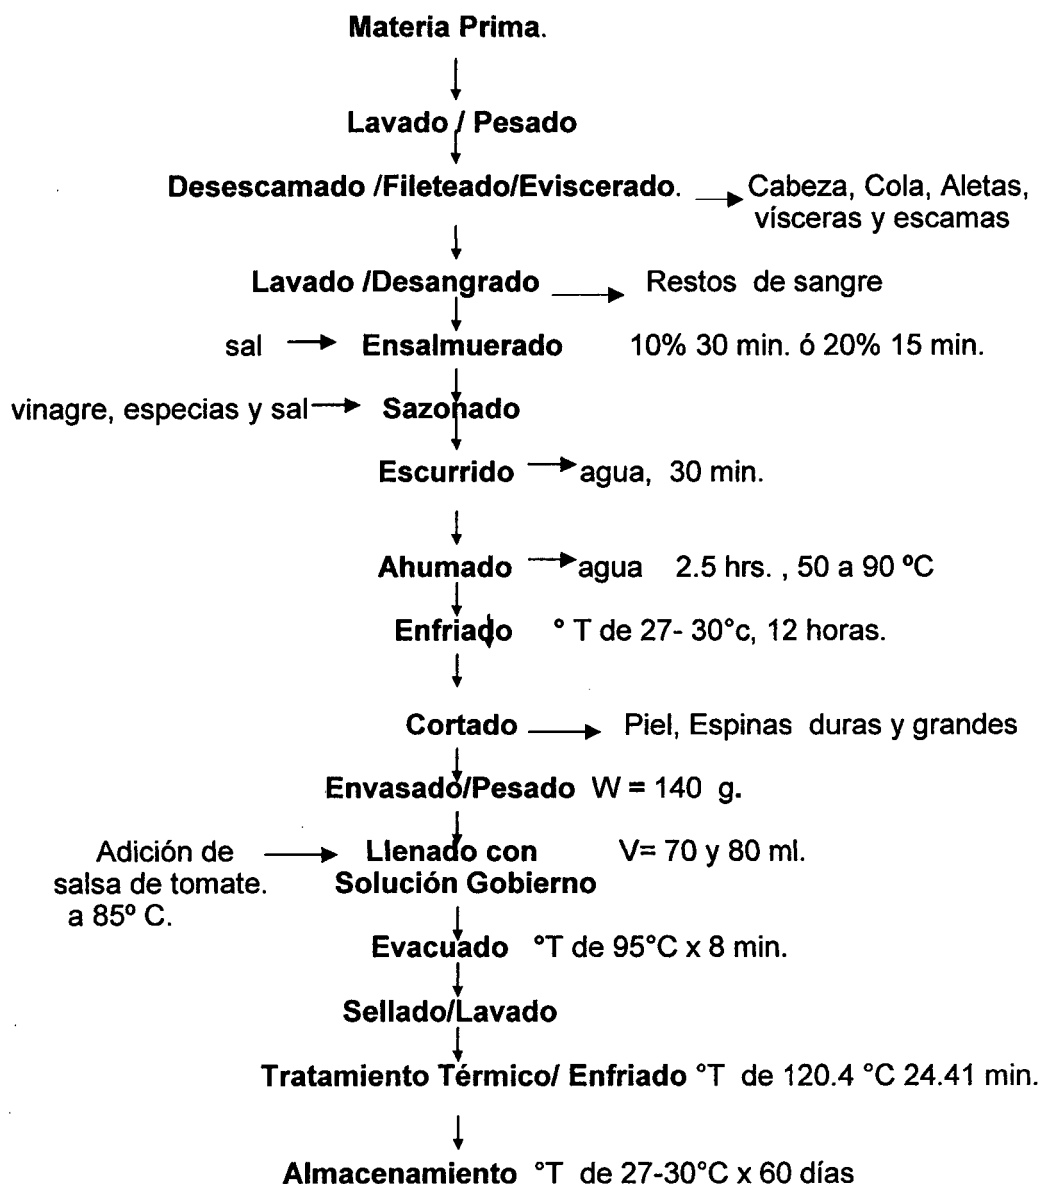 Materia Prima.
Lavado / Pesado
Desescamado /Fileteado/Eviscerado. Cabeza, Cola, Aletas,
vísceras y escamas
Lavado /Desangrado Restos de sangre
sal Ensalmuerado 10% 30 min. ó 20% 15 min.
vinagre, especias y sal Sazonado
Escurrido agua, 30 min.
Ahumado agua 2.5 hrs. , 50 a 90 ºC
Enfriado ° T de 27- 30°c, 12 horas.
Cortado Piel, Espinas duras y grandes
Envasado/Pesado W = 140 g.
Adición de Llenado con V= 70 y 80 ml.
salsa de tomate. Solución Gobierno
a 85º C.
Evacuado °T de 95°C x 8 min.
Sellado/Lavado
Tratamiento Térmico/ Enfriado °T de 120.4 °C 24.41 min.
Almacenamiento °T de 27-30°C x 60 días